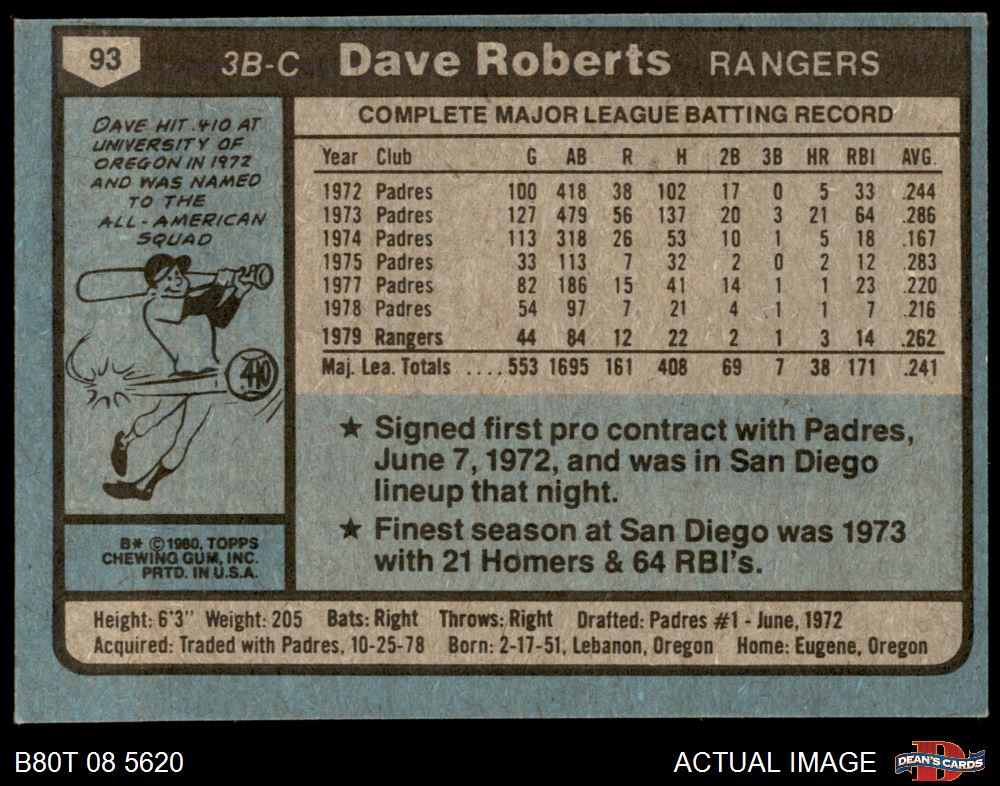 93 3B-C Dave Roberts RANGERS
DAVE HIT .410 AT
UNIVERSITY OF
OREGON IN 1972
AND WAS NAMED
TO THE
ALL-AMERICAN
SQUAD
.410
B* © 1980, TOPPS
CHEWING GUM, INC.
PRTD. IN U.S.A.
COMPLETE MAJOR LEAGUE BATTING RECORD
Year Club G AB R H 2B 3B HR RBI AVG.
1972 Padres 100 418 38 102 17 0 5 33 .244
1973 Padres 127 479 56 137 20 3 21 64 .286
1974 Padres 113 318 26 53 10 1 5 18 .167
1975 Padres 33 113 7 32 2 0 2 12 .283
1977 Padres 82 186 15 41 14 1 1 23 .220
1978 Padres 54 97 7 21 4 1 1 7 .216
1979 Rangers 44 84 12 22 2 1 3 14 .262
Maj. Lea. Totals ....553 1695 161 408 69 7 38 171 .241
★ Signed first pro contract with Padres,
June 7, 1972, and was in San Diego
lineup that night.
★ Finest season at San Diego was 1973
with 21 Homers & 64 RBI's.
Height: 6'3" Weight: 205 Bats: Right Throws: Right Drafted: Padres #1 - June, 1972
Acquired: Traded with Padres, 10-25-78 Born: 2-17-51, Lebanon, Oregon Home: Eugene, Oregon
B80T 08 5620 ACTUAL IMAGE DEAN'S CARDS